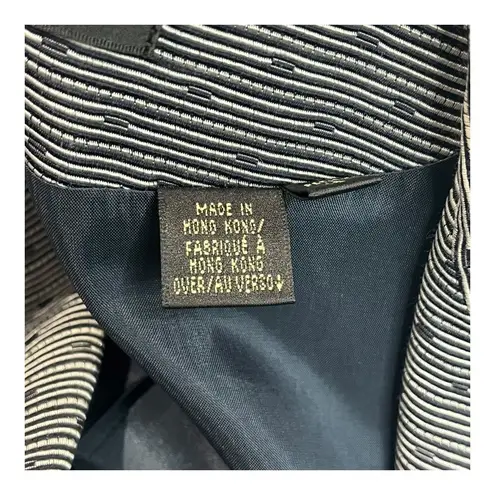 MADE IN
HONG KONG/
FABRIQUÉ À
HONG KONG
OVER/AU VERSO↓